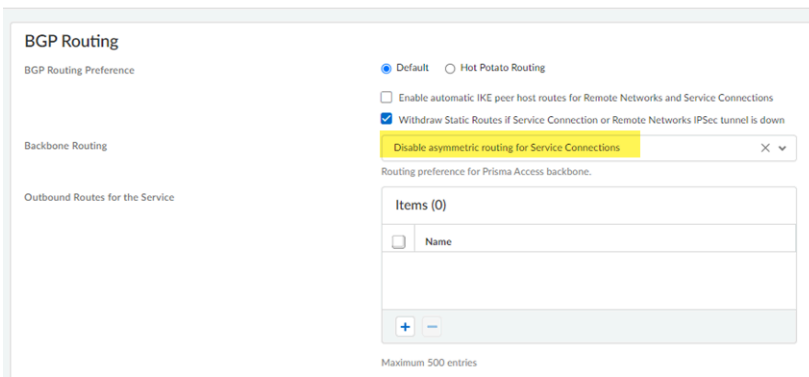 BGP Routing
BGP Routing Preference
Default Hot Potato Routing
Enable automatic IKE peer host routes for Remote Networks and Service Connections
Withdraw Static Routes if Service Connection or Remote Networks IPSec tunnel is down
Backbone Routing
Disable asymmetric routing for Service Connections
Routing preference for Prisma Access backbone.
Outbound Routes for the Service
Items (0)
Name
Maximum 500 entries